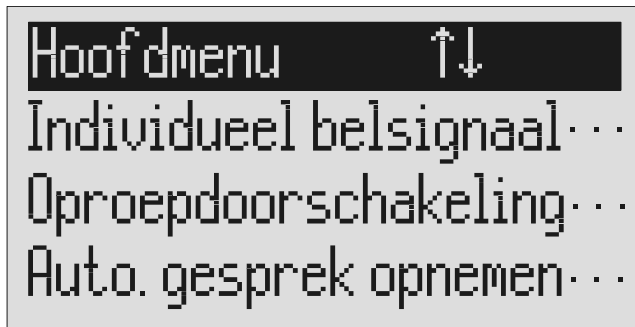 Hoofdmenu ↑↓
Individueel belsignaal···
Oproepdoorschakeling···
Auto. gesprek opnemen···